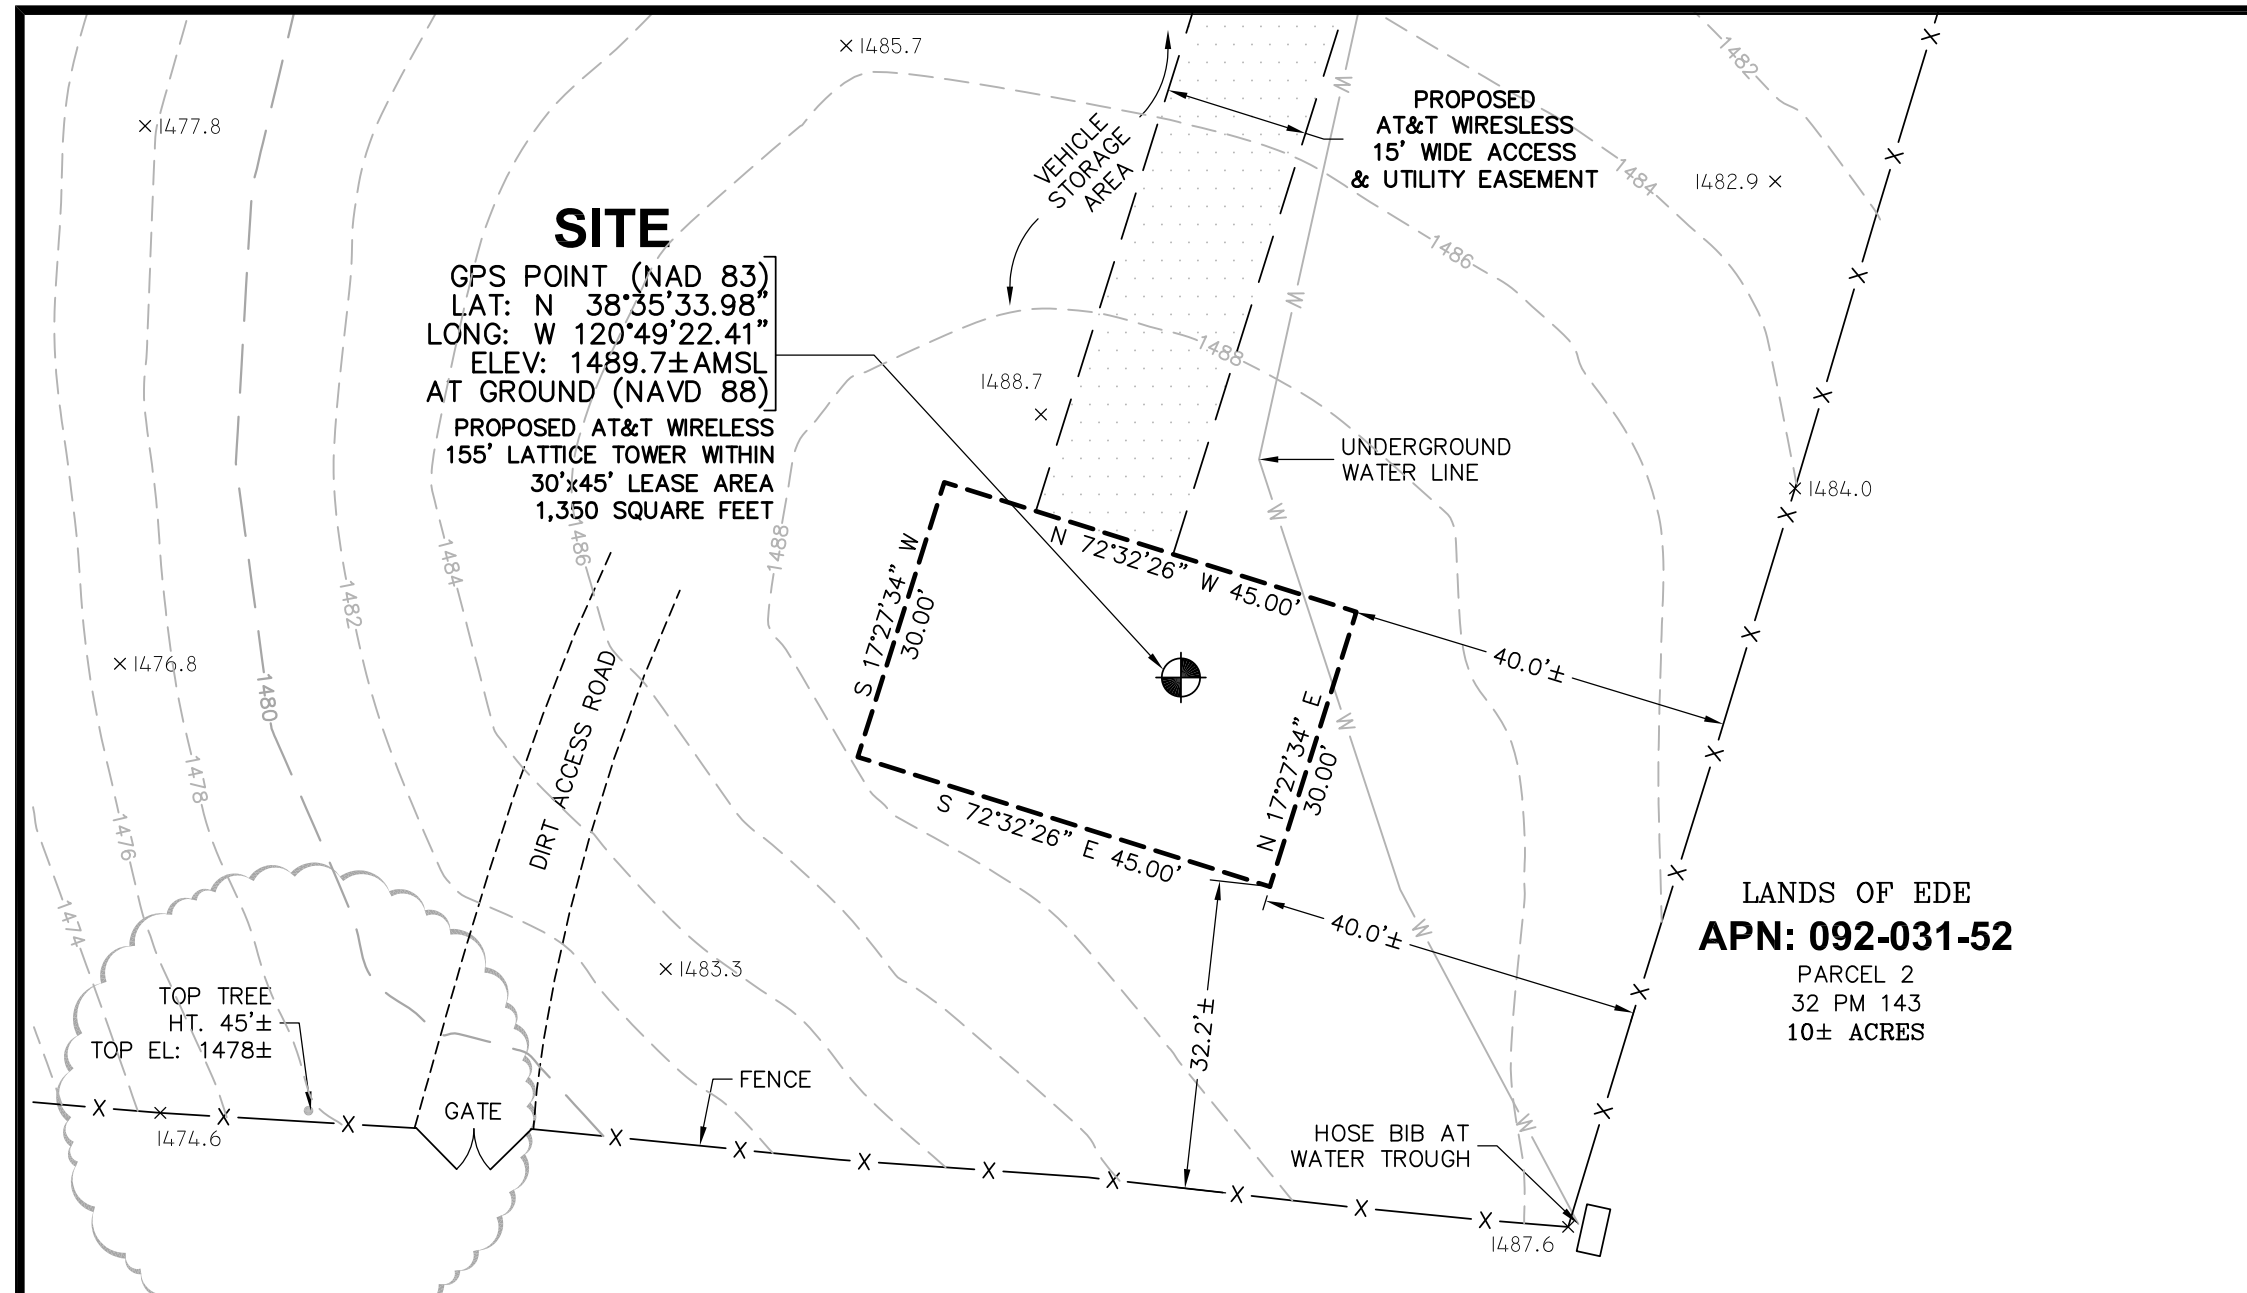 1485.7
1477.8
1482
VEHICLE
STORAGE
AREA
PROPOSED
AT&T WIRESLESS
15' WIDE ACCESS
& UTILITY EASEMENT
1484
1482.9
1486
SITE
GPS POINT (NAD 83)
LAT: N 38°35'33.98"
LONG: W 120°49'22.41"
ELEV: 1489.7±AMSL
AT GROUND (NAVD 88)
PROPOSED AT&T WIRELESS
155' LATTICE TOWER WITHIN
30'x45' LEASE AREA
1,350 SQUARE FEET
W
W
1488
1488.7
UNDERGROUND
WATER LINE
1484.0
W
1488
1486
1484
1482
1480
1478
1476
1474
N 72°32'26" W 45.00'
S 17°27'34" W
30.00'
N 17°27'34" E
30.00'
S 72°32'26" E 45.00'
40.0'±
W
40.0'±
W
32.2'±
1476.8
DIRT ACCESS ROAD
1483.3
LANDS OF EDE
APN: 092-031-52
PARCEL 2
32 PM 143
10± ACRES
TOP TREE
HT. 45'±
TOP EL: 1478±
FENCE
GATE
1474.6
W
HOSE BIB AT
WATER TROUGH
1487.6